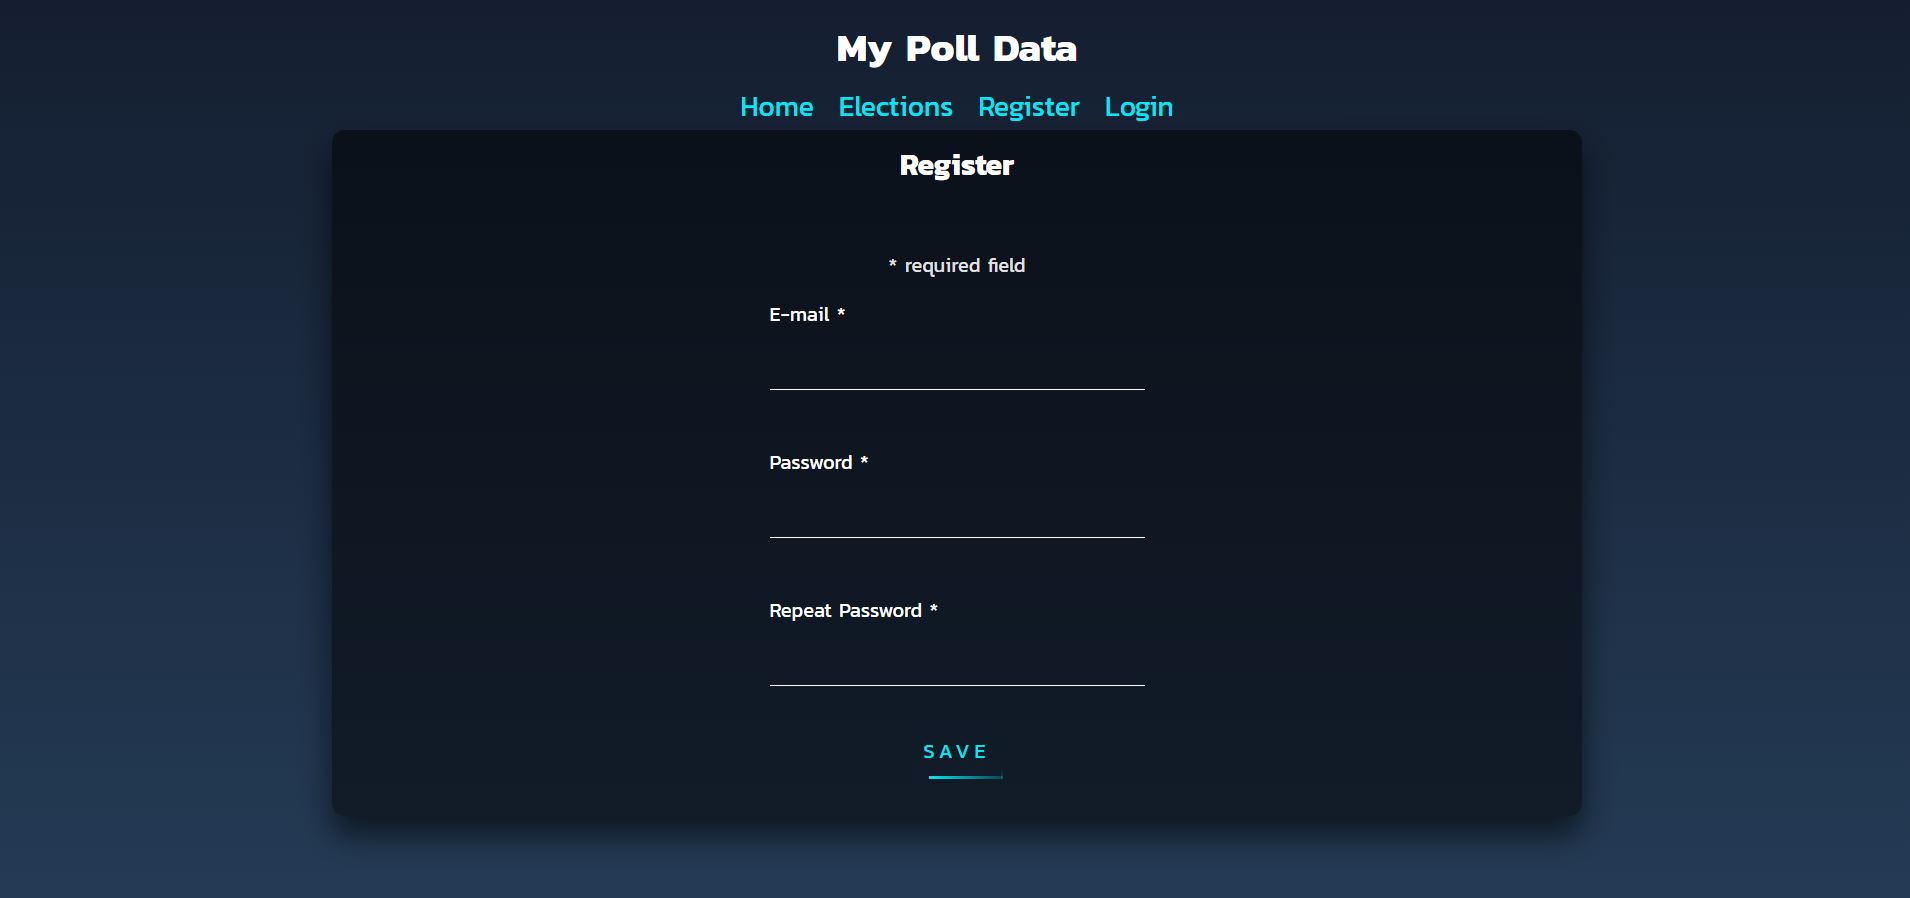 My Poll Data
Home Elections Register Login
Register
* required field
E-mail *
Password *
Repeat Password *
SAVE